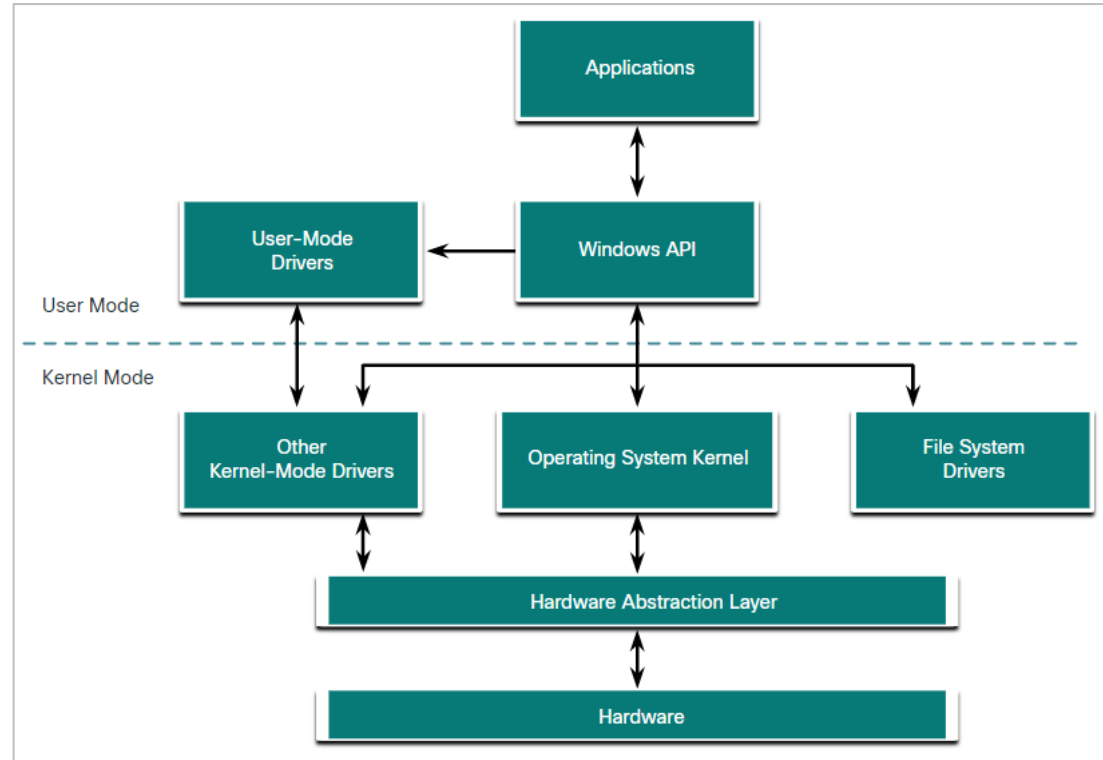 Applications
User-Mode
Drivers
Windows API
User Mode
Kernel Mode
Other
Kernel-Mode Drivers
Operating System Kernel
File System
Drivers
Hardware Abstraction Layer
Hardware